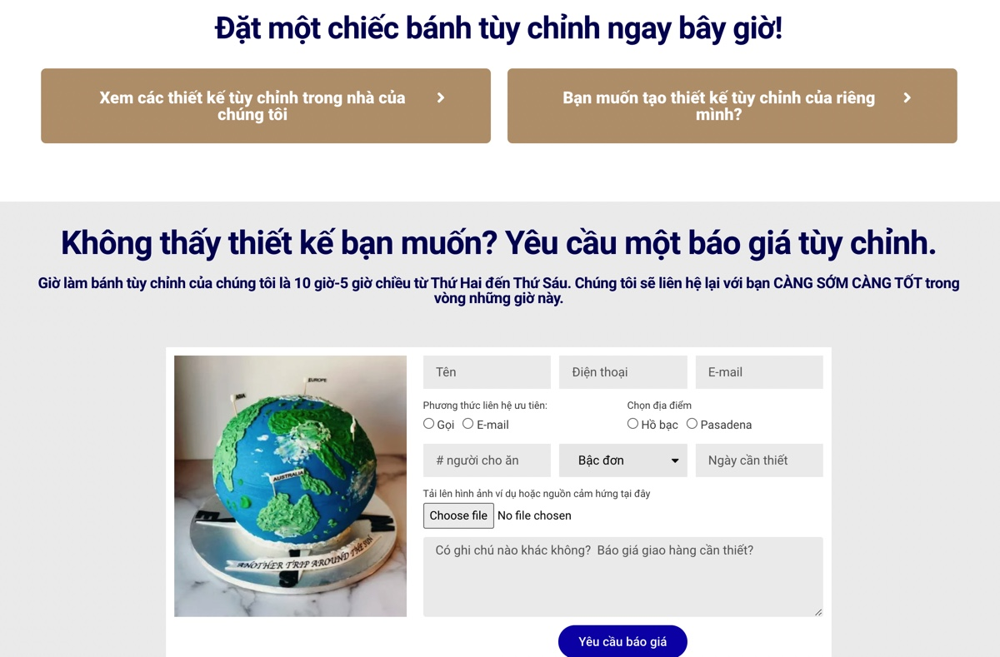 Đặt một chiếc bánh tùy chỉnh ngay bây giờ!
Xem các thiết kế tùy chỉnh trong nhà của
chúng tôi
Bạn muốn tạo thiết kế tùy chỉnh của riêng
mình?
Không thấy thiết kế bạn muốn? Yêu cầu một báo giá tùy chỉnh.
Giờ làm bánh tùy chỉnh của chúng tôi là 10 giờ-5 giờ chiều từ Thứ Hai đến Thứ Sáu. Chúng tôi sẽ liên hệ lại với bạn CÀNG SỚM CÀNG TỐT trong
vòng những giờ này.
EUROPE
ASIA
AUSTRALIA
ANOTHER TRIP AROUND THE SUN
Tên
Điện thoại
E-mail
Phương thức liên hệ ưu tiên:
Gọi
E-mail
Chọn địa điểm
Hồ bạc
Pasadena
# người cho ăn
Bậc đơn
Ngày cần thiết
Tải lên hình ảnh ví dụ hoặc nguồn cảm hứng tại đây
Choose file No file chosen
Có ghi chú nào khác không? Báo giá giao hàng cần thiết?
Yêu cầu báo giá